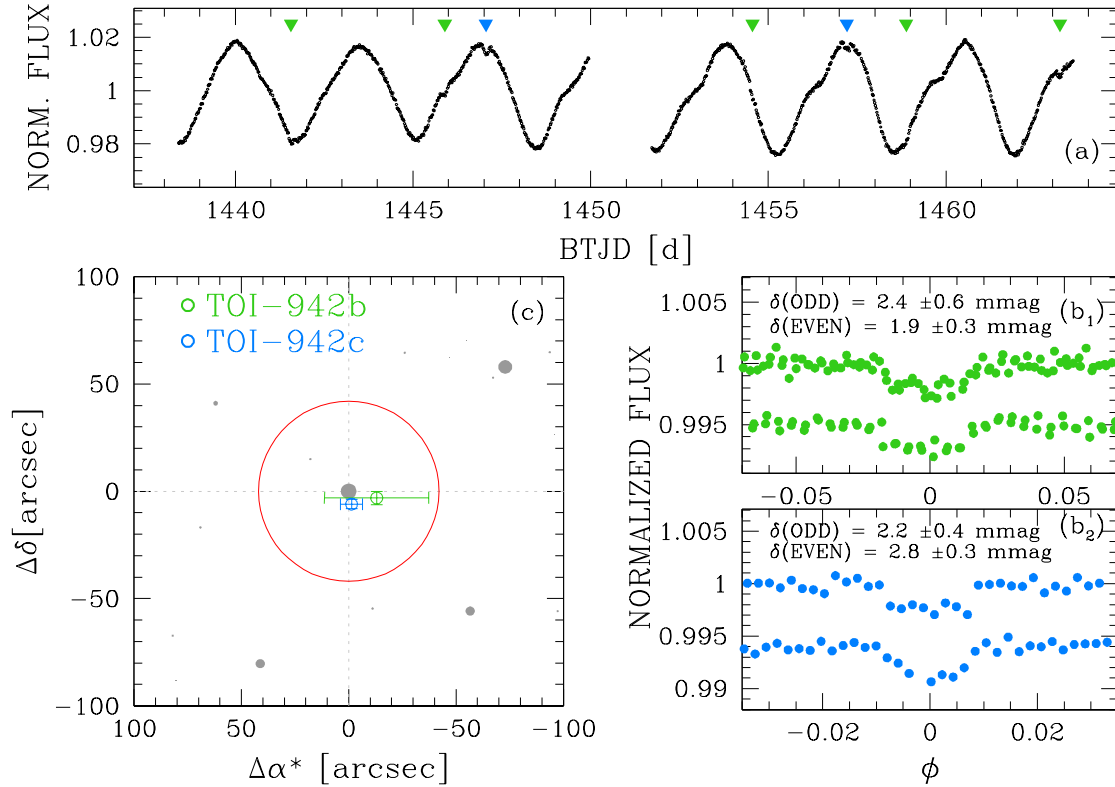 NORM. FLUX
1.02
1
0.98
(a)
1440
1445
1450
1455
1460
BTJD [d]
100
50
0
−50
−100
Δδ[arcsec]
TOI−942b
TOI−942c
(c)
100
50
0
−50
−100
Δα* [arcsec]
NORMALIZED FLUX
1.005
1
0.995
δ(ODD) = 2.4 ±0.6 mmag
δ(EVEN) = 1.9 ±0.3 mmag
(b1)
−0.05
0
0.05
1.005
1
0.995
0.99
δ(ODD) = 2.2 ±0.4 mmag
δ(EVEN) = 2.8 ±0.3 mmag
(b2)
−0.02
0
0.02
ϕ